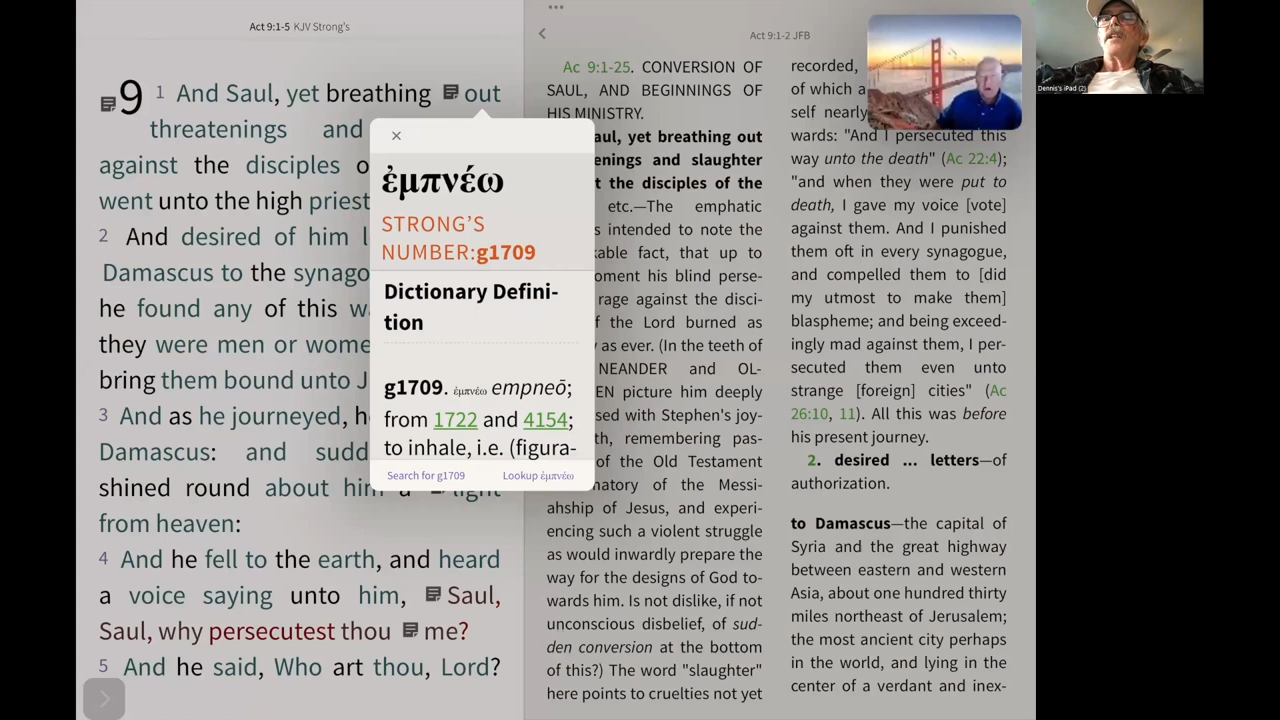 Act 9:1-5 KJV Strong's
9 1 And Saul, yet breathing out
threatenings and
against the disciples o
went unto the high priest
2 And desired of him l
Damascus to the synago
he found any of this wa
they were men or wome
bring them bound unto J
3 And as he journeyed, h
Damascus: and sudd
shined round about him a light
from heaven:
4 And he fell to the earth, and heard
a voice saying unto him, Saul,
Saul, why persecutest thou me?
5 And he said, Who art thou, Lord?
×
ἐμπνέω
STRONG'S
NUMBER:g1709
Dictionary Defini-
tion
g1709. ἐμπνέω empneō;
from 1722 and 4154;
to inhale, i.e. (figura-
Search for g1709 Lookup ἐμπνέω
Act 9:1-2 JFB
Ac 9:1-25. CONVERSION OF
SAUL, AND BEGINNINGS OF
HIS MINISTRY.
aul, yet breathing out
enings and slaughter
t the disciples of the
etc.—The emphatic
s intended to note the
kable fact, that up to
oment his blind perse-
rage against the disci-
f the Lord burned as
y as ever. (In the teeth of
NEANDER and OL-
EN picture him deeply
sed with Stephen's joy-
th, remembering pas-
of the Old Testament
natory of the Messi-
ahship of Jesus, and experi-
encing such a violent struggle
as would inwardly prepare the
way for the designs of God to-
wards him. Is not dislike, if not
unconscious disbelief, of sud-
den conversion at the bottom
of this?) The word "slaughter"
here points to cruelties not yet
recorded,
of which a
self nearly
wards: "And I persecuted this
way unto the death" (Ac 22:4);
"and when they were put to
death, I gave my voice [vote]
against them. And I punished
them oft in every synagogue,
and compelled them to [did
my utmost to make them]
blaspheme; and being exceed-
ingly mad against them, I per-
secuted them even unto
strange [foreign] cities" (Ac
26:10, 11). All this was before
his present journey.
2. desired ... letters—of
authorization.
to Damascus—the capital of
Syria and the great highway
between eastern and western
Asia, about one hundred thirty
miles northeast of Jerusalem;
the most ancient city perhaps
in the world, and lying in the
center of a verdant and inex-
Dennis's iPad (2)